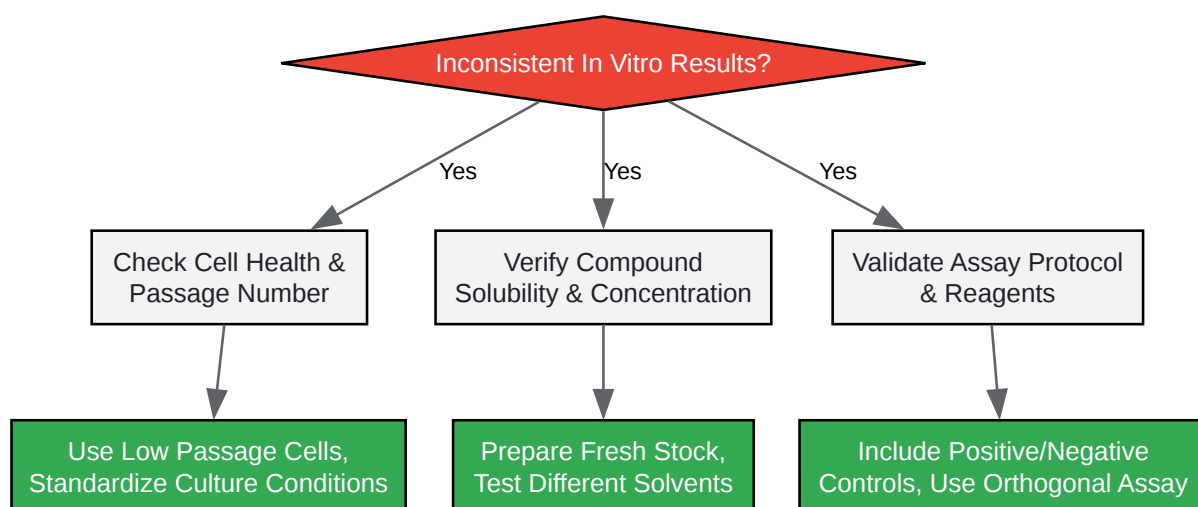 Inconsistent In Vitro Results?
Yes
Yes
Yes
Check Cell Health &
Passage Number
Verify Compound
Solubility & Concentration
Validate Assay Protocol
& Reagents
Use Low Passage Cells,
Standardize Culture Conditions
Prepare Fresh Stock,
Test Different Solvents
Include Positive/Negative
Controls, Use Orthogonal Assay